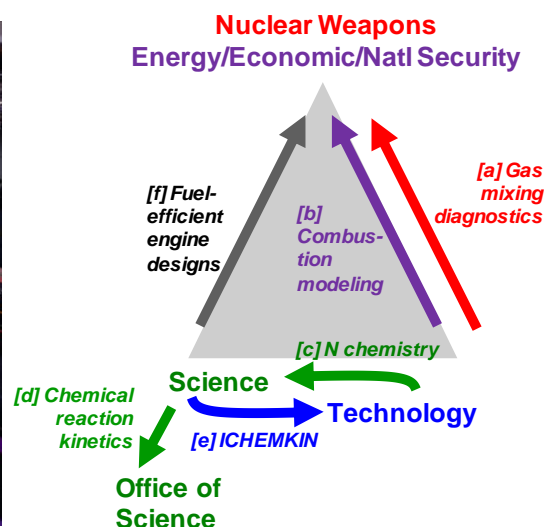 Nuclear Weapons
Energy/Economic/Natl Security
[a] Gas
mixing
diagnostics
[f] Fuel-
efficient
engine
designs
[b]
Combus-
tion
modeling
[c] N chemistry
Science
[d] Chemical
reaction
kinetics
Technology
[e] ICHEMKIN
Office of
Science